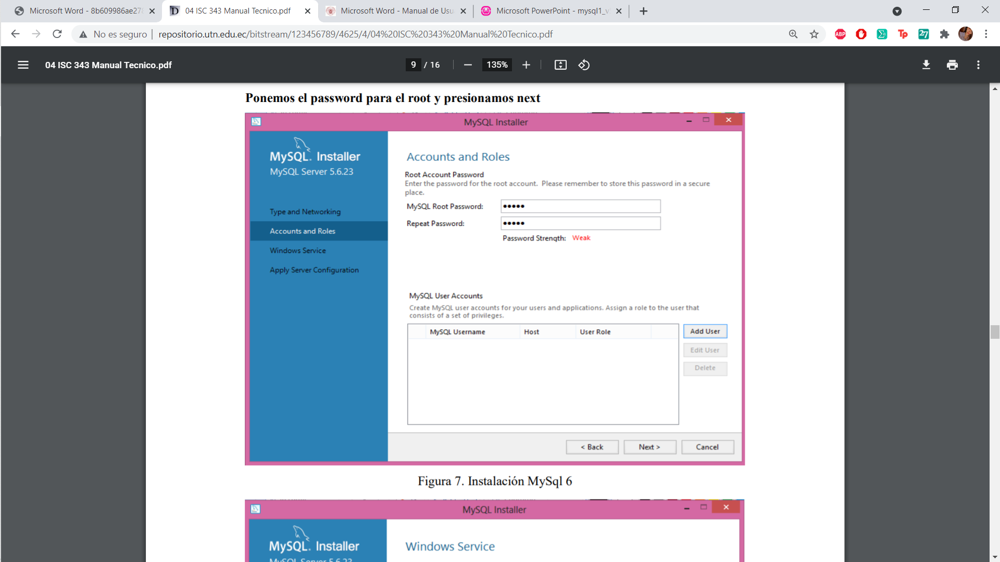 Microsoft Word - 8b609986ae278
04 ISC 343 Manual Tecnico.pdf
Microsoft Word - Manual de Usu
Microsoft PowerPoint - mysql1_v
No es seguro
repositorio.utn.edu.ec/bitstream/123456789/4625/4/04%20ISC%20343%20Manual%20Tecnico.pdf
ABP
Tp
27
04 ISC 343 Manual Tecnico.pdf
9 / 16
135%
Ponemos el password para el root y presionamos next
MySQL Installer
MySQL. Installer
MySQL Server 5.6.23
Type and Networking
Accounts and Roles
Windows Service
Apply Server Configuration
Accounts and Roles
Root Account Password
Enter the password for the root account. Please remember to store this password in a secure
place.
MySQL Root Password: •••••
Repeat Password: •••••
Password Strength: Weak
MySQL User Accounts
Create MySQL user accounts for your users and applications. Assign a role to the user that
consists of a set of privileges.
MySQL Username Host User Role
Add User
Edit User
Delete
< Back Next > Cancel
Figura 7. Instalación MySql 6
MySQL Installer
MySQL. Installer
MySQL Server 5.6.23
Windows Service